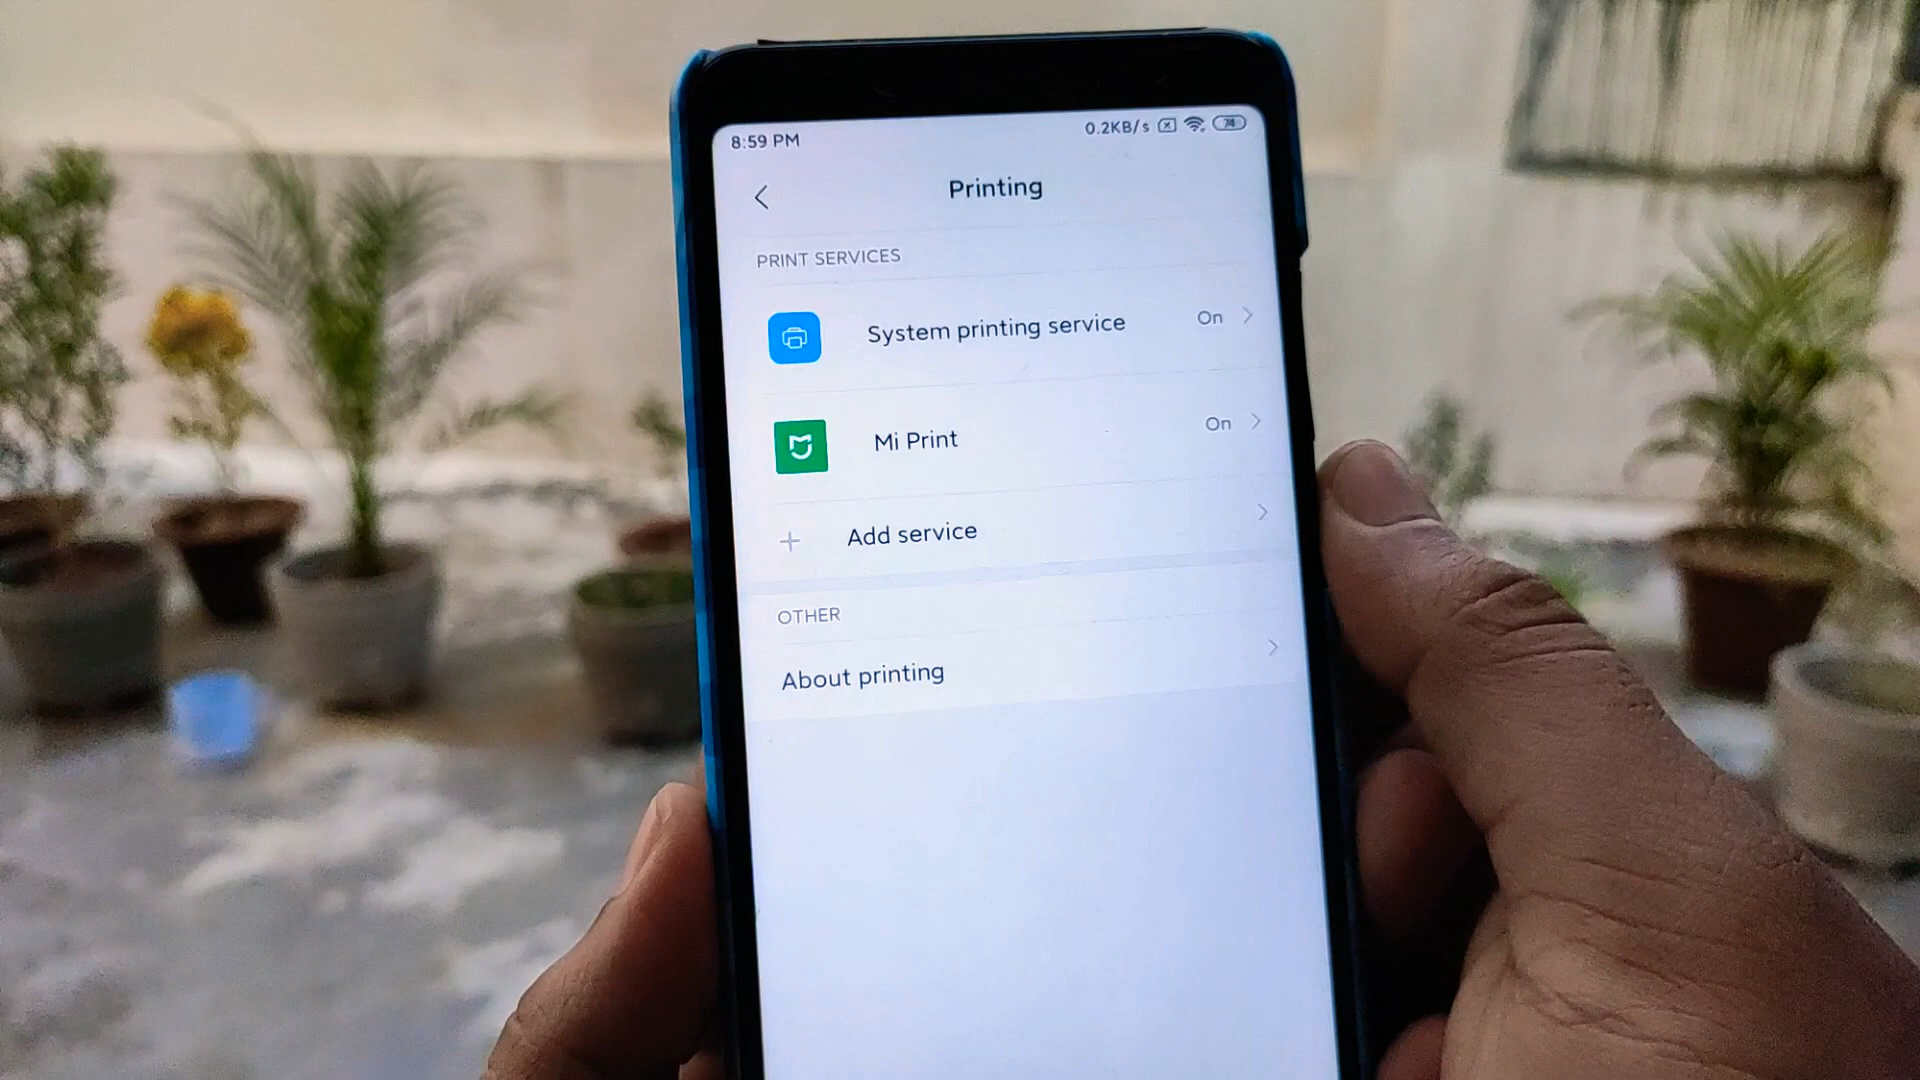 8:59 PM
0.2KB/s
74
Printing
PRINT SERVICES
System printing service On
Mi Print On
Add service
OTHER
About printing